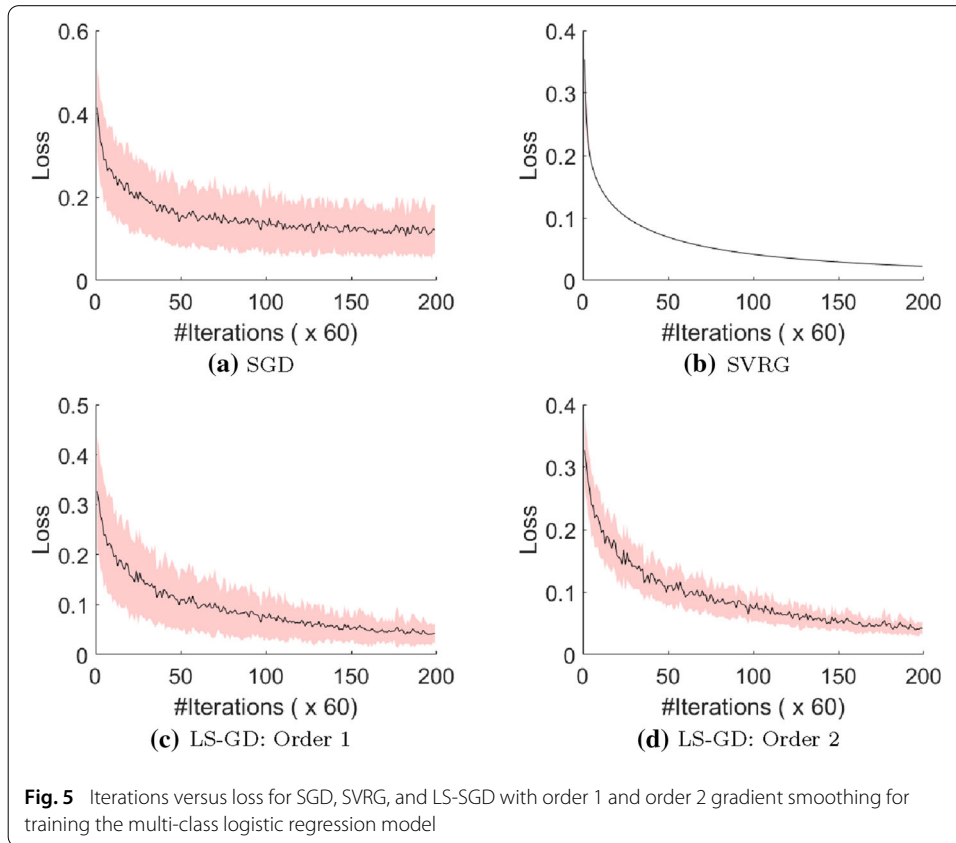 0.6
0.4
0.2
0
Loss
0 50 100 150 200
#Iterations ( x 60)
(a) SGD
0.4
0.3
0.2
0.1
0
Loss
0 50 100 150 200
#Iterations ( x 60)
(b) SVRG
0.5
0.4
0.3
0.2
0.1
0
Loss
0 50 100 150 200
#Iterations ( x 60)
(c) LS-GD: Order 1
0.4
0.3
0.2
0.1
0
Loss
0 50 100 150 200
#Iterations ( x 60)
(d) LS-GD: Order 2
Fig. 5 Iterations versus loss for SGD, SVRG, and LS-SGD with order 1 and order 2 gradient smoothing for
training the multi-class logistic regression model